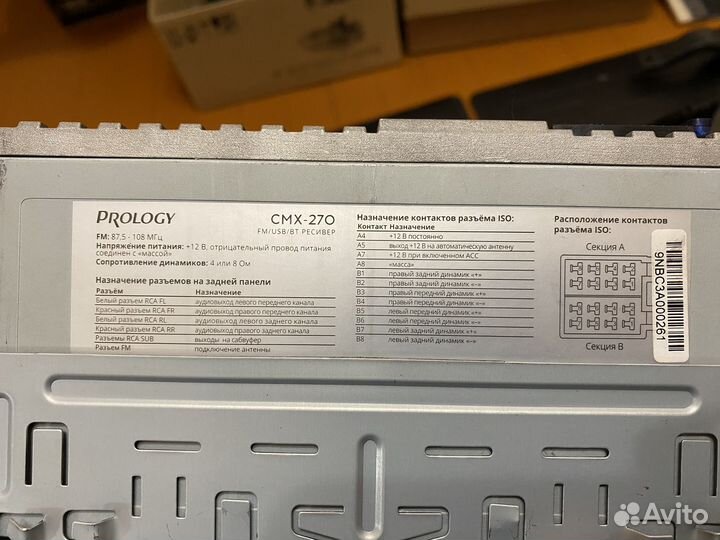 PROLOGY
CMX-270
FM/USB/BT РЕСИВЕР
FM: 87,5 - 108 МГц
Напряжение питания: +12 В, отрицательный провод питания
соединен с «массой»
Сопротивление динамиков: 4 или 8 Ом
Назначение разъемов на задней панели
Разъём Назначение
Белый разъем RCA FL аудиовыход левого переднего канала
Красный разъем RCA FR аудиовыход правого переднего канала
Белый разъем RCA RL аудиовыход левого заднего канала
Красный разъем RCA RR аудиовыход правого заднего канала
Разъемы RCA SUB выходы на сабвуфер
Разъем FM подключение антенны
Назначение контактов разъёма ISO:
Контакт Назначение
A4 +12 В постоянно
A5 выход +12 В на автоматическую антенну
A7 +12 В при включенном ACC
A8 «масса»
B1 правый задний динамик «+»
B2 правый задний динамик «-»
B3 правый передний динамик «+»
B4 правый передний динамик «-»
B5 левый передний динамик «+»
B6 левый передний динамик «-»
B7 левый задний динамик «+»
B8 левый задний динамик «-»
Расположение контактов
разъёма ISO:
Секция A
Секция B
9NBC3A000261
Avito